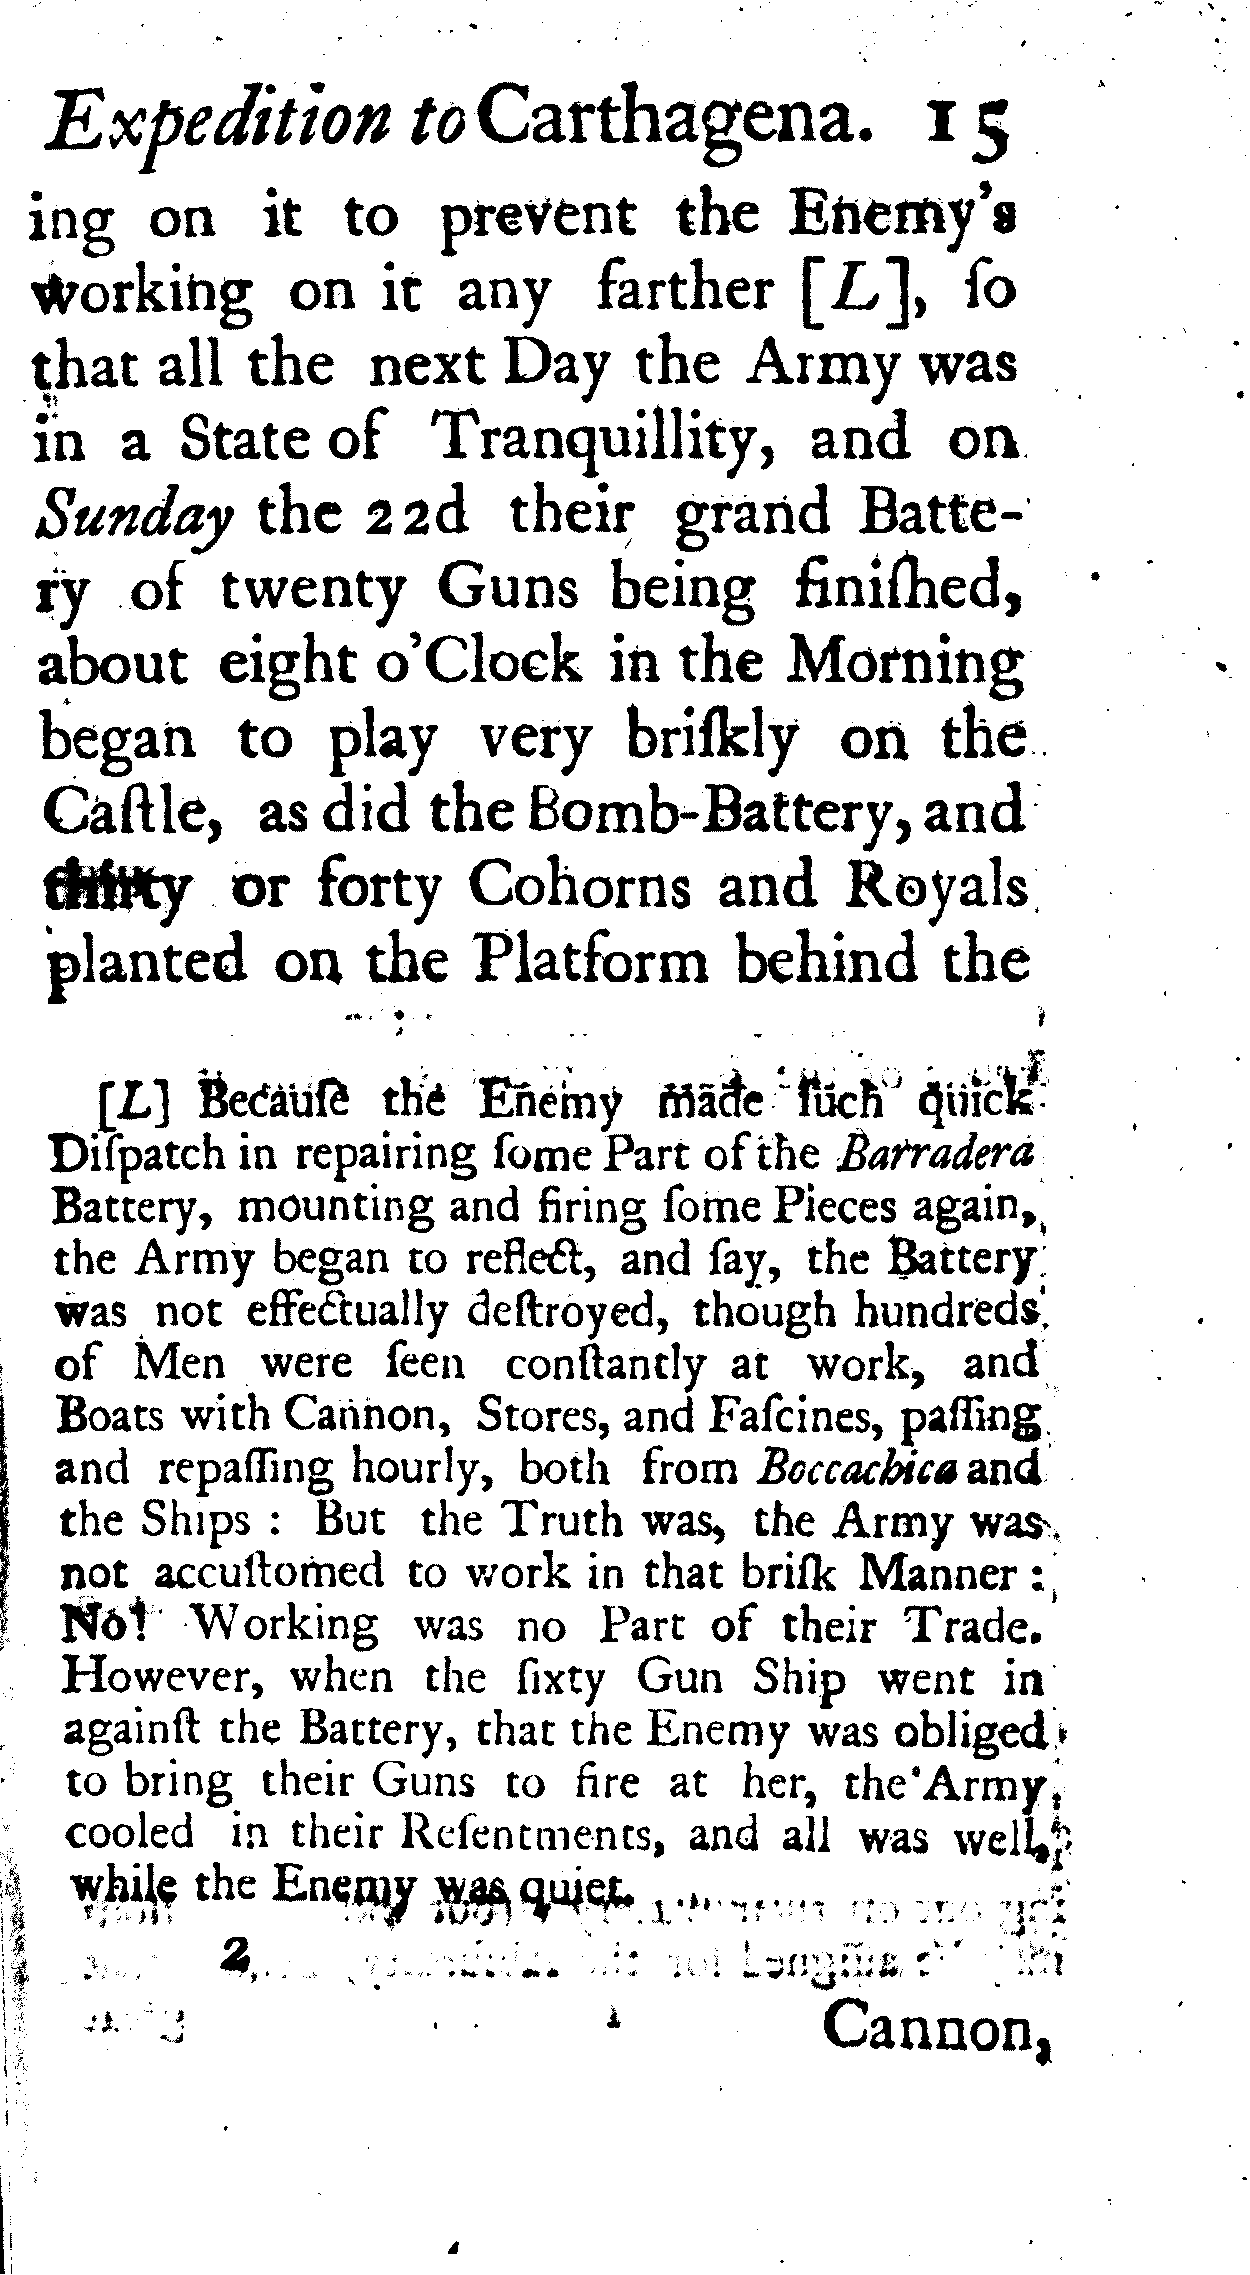 Expedition to Carthagena. 15
ing on it to prevent the Enemy's
working on it any farther [L], ſo
that all the next Day the Army was
in a State of Tranquillity, and on
Sunday the 22d their grand Batte-
ry of twenty Guns being finiſhed,
about eight o'Clock in the Morning
began to play very briſkly on the
Caſtle, as did the Bomb-Battery, and
thirty or forty Cohorns and Royals
planted on the Platform behind the
[L] Becauſe the Enemy made ſuch quick
Diſpatch in repairing ſome Part of the Barradera
Battery, mounting and firing ſome Pieces again,
the Army began to reflect, and ſay, the Battery
was not effectually deſtroyed, though hundreds
of Men were ſeen conſtantly at work, and
Boats with Cannon, Stores, and Faſcines, paſſing
and repaſſing hourly, both from Boccachica and
the Ships : But the Truth was, the Army was
not accuſtomed to work in that briſk Manner :
No! Working was no Part of their Trade.
However, when the ſixty Gun Ship went in
againſt the Battery, that the Enemy was obliged
to bring their Guns to fire at her, the Army
cooled in their Reſentments, and all was well,
while the Enemy was quiet.
2
Cannon,